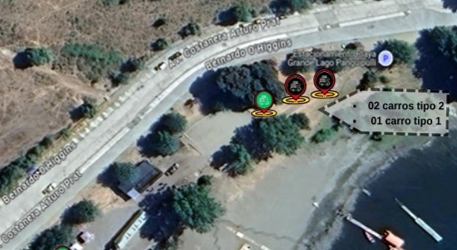 Av. Costanera Arturo Prat
Bernardo O'Higgins
Grande Lago Panguipulli
P
02 carros tipo 2
01 carro tipo 1
Bernardo O'Higgins
Costanera Arturo Prat